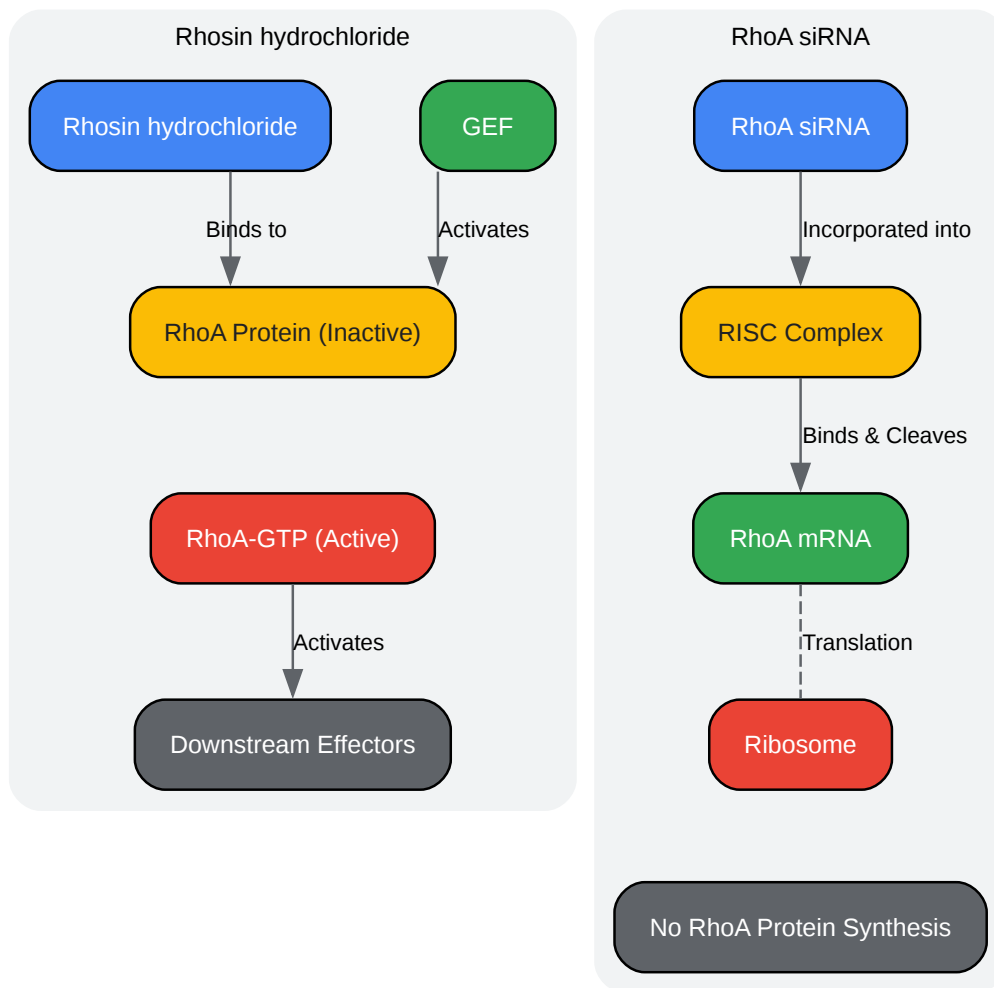 Rhosin hydrochloride
Rhosin hydrochloride
GEF
Binds to
Activates
RhoA Protein (Inactive)
RhoA-GTP (Active)
Activates
Downstream Effectors
RhoA siRNA
RhoA siRNA
Incorporated into
RISC Complex
Binds & Cleaves
RhoA mRNA
Translation
Ribosome
No RhoA Protein Synthesis